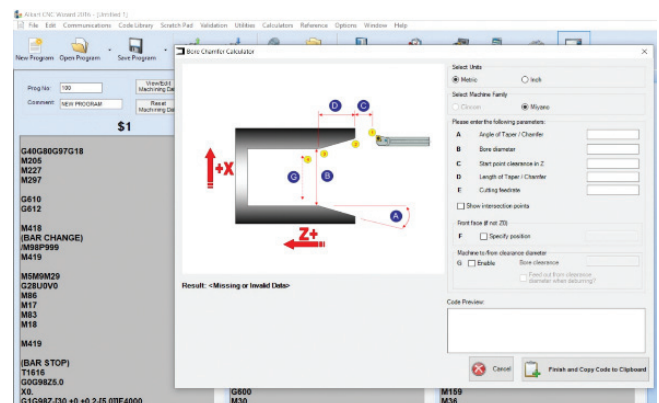 Alkart CNC Wizard 2016 - [Untitled 1]
File Edit Communications Code Library Scratch Pad Validation Utilities Calculators Reference Options Window Help
New Program Open Program Save Program
Prog No: 100
View/Edit
Machining Da
Comment: NEW PROGRAM
Reset
Machining Da
$1
G40G80G97G18
M205
M227
M297
G610
G612
M418
(BAR CHANGE)
/M98P999
M419
M5M9M29
G28U0V0
M86
M17
M83
M18
M419
(BAR STOP)
T1616
G0G98Z5.0
X0.
G600
M30
M159
M36
Bore Chamfer Calculator
D
C
+X
G
B
A
Z+
Result: <Missing or Invalid Data>
Select Units
Metric
Inch
Select Machine Family
Cincom
Miyano
Please enter the following parameters:
A Angle of Taper / Chamfer
B Bore diameter
C Start point clearance in Z
D Length of Taper / Chamfer
E Cutting feedrate
Show intersection points
Front face (if not Z0)
F Specify position
Machine to/from clearance diameter
G Enable Bore clearance
Feed out from clearance
diameter when deburring?
Code Preview:
Cancel
Finish and Copy Code to Clipboard